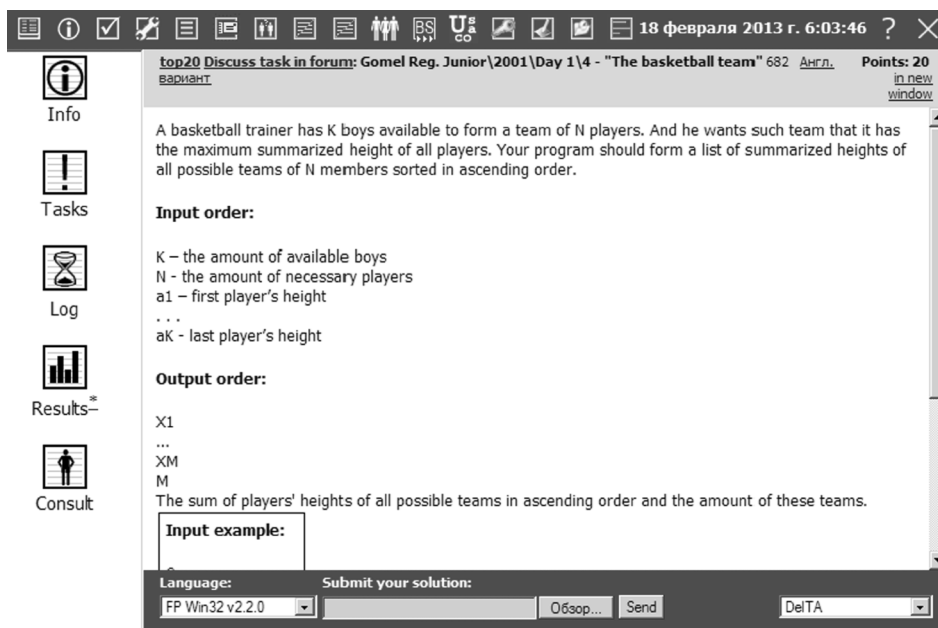 BS
Us
co
18 февраля 2013 г. 6:03:46 ?
Info
Tasks
Log
Results*
Consult
top20 Discuss task in forum: Gomel Reg. Junior\2001\Day 1\4 - "The basketball team" 682 Англ. вариант
Points: 20
in new
window
A basketball trainer has K boys available to form a team of N players. And he wants such team that it has
the maximum summarized height of all players. Your program should form a list of summarized heights of
all possible teams of N members sorted in ascending order.
Input order:
K – the amount of available boys
N - the amount of necessary players
a1 – first player's height
. . .
aK - last player's height
Output order:
X1
...
XM
M
The sum of players' heights of all possible teams in ascending order and the amount of these teams.
Input example:
Language:
Submit your solution:
FP Win32 v2.2.0
Обзор...
Send
DelTA